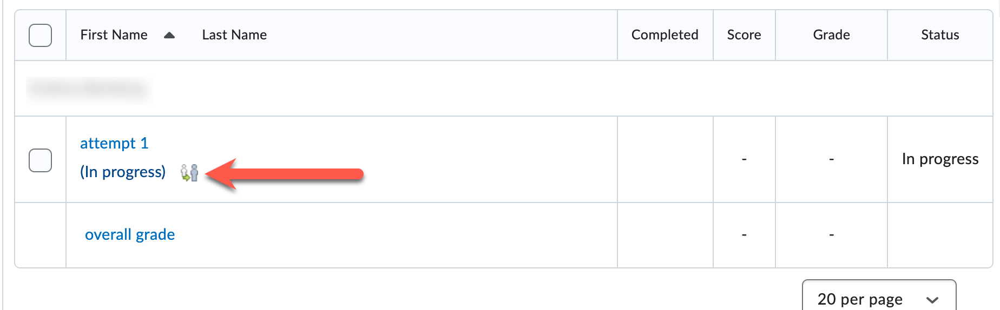 First Name Last Name Completed Score Grade Status
attempt 1
(In progress)
- - In progress
overall grade - -
20 per page